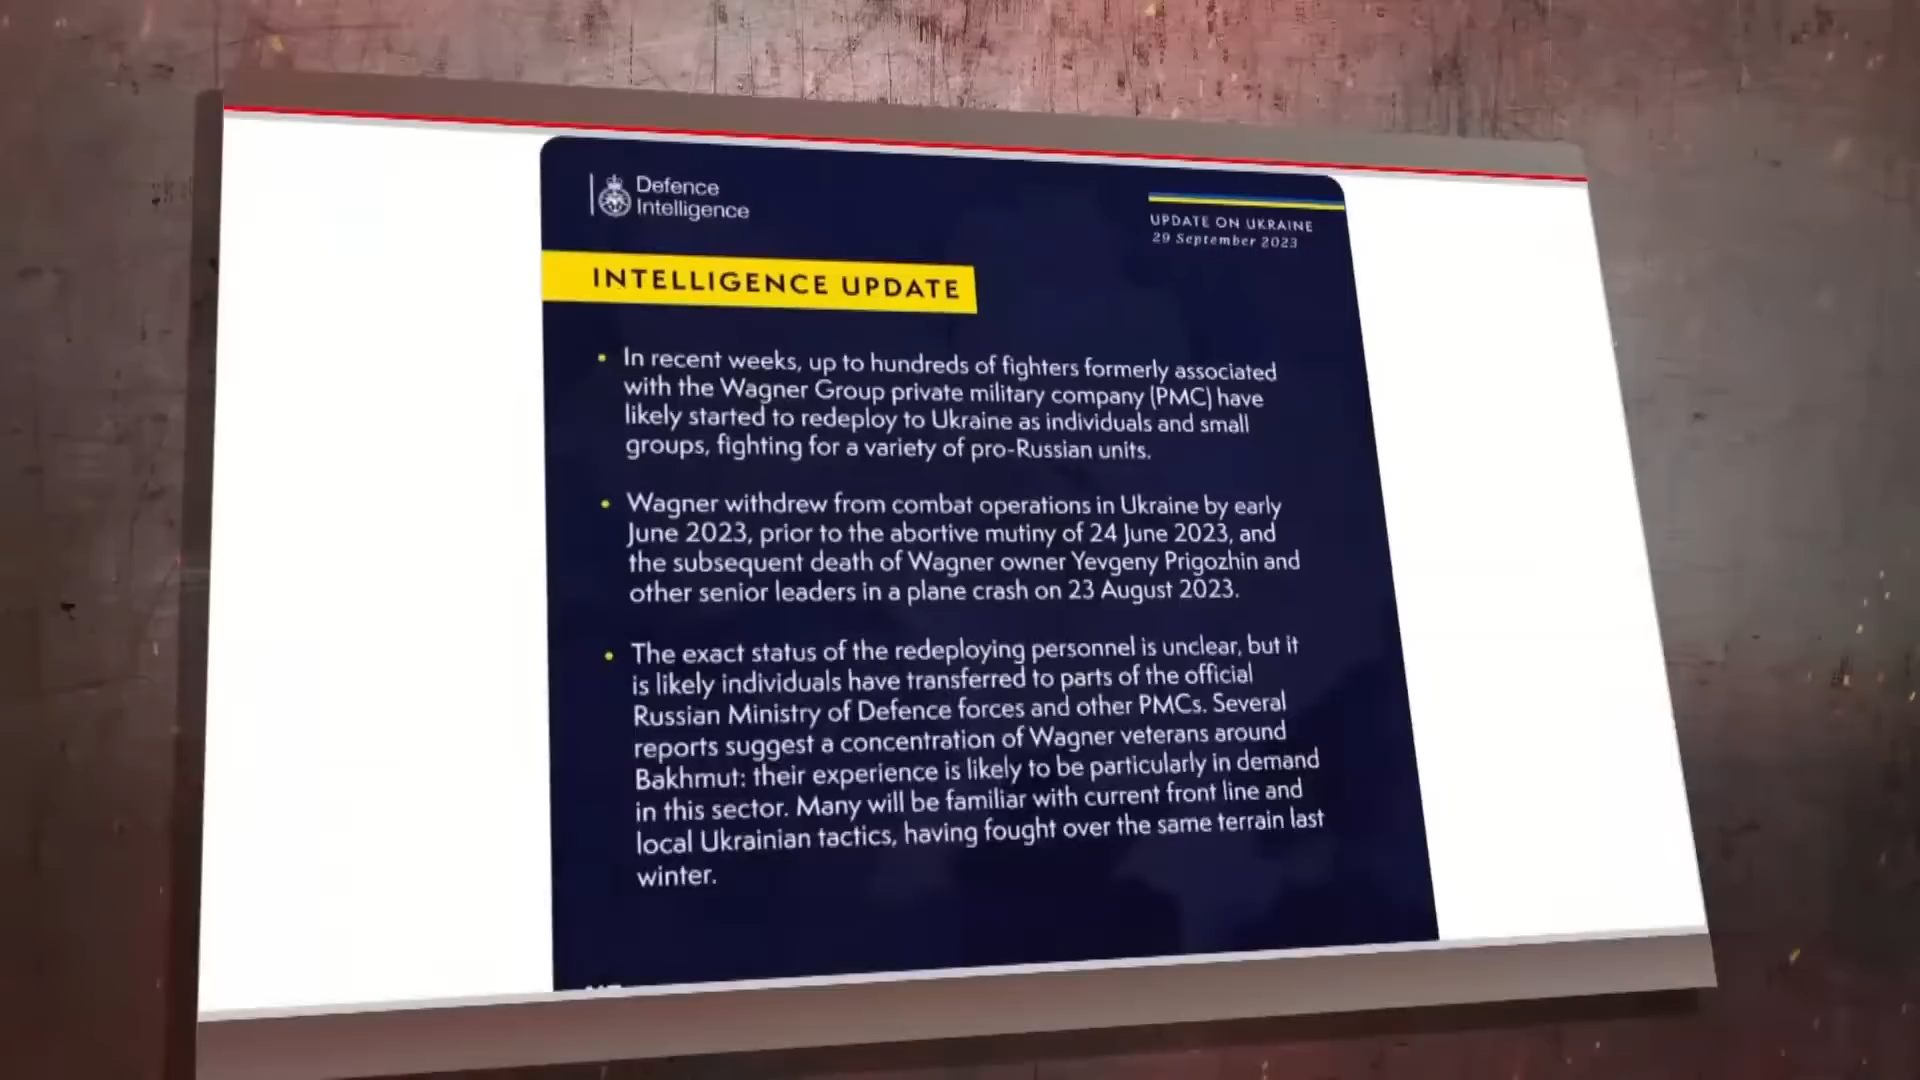 Defence
Intelligence
UPDATE ON UKRAINE
29 September 2023
INTELLIGENCE UPDATE
• In recent weeks, up to hundreds of fighters formerly associated
with the Wagner Group private military company (PMC) have
likely started to redeploy to Ukraine as individuals and small
groups, fighting for a variety of pro-Russian units.
• Wagner withdrew from combat operations in Ukraine by early
June 2023, prior to the abortive mutiny of 24 June 2023, and
the subsequent death of Wagner owner Yevgeny Prigozhin and
other senior leaders in a plane crash on 23 August 2023.
• The exact status of the redeploying personnel is unclear, but it
is likely individuals have transferred to parts of the official
Russian Ministry of Defence forces and other PMCs. Several
reports suggest a concentration of Wagner veterans around
Bakhmut: their experience is likely to be particularly in demand
in this sector. Many will be familiar with current front line and
local Ukrainian tactics, having fought over the same terrain last
winter.